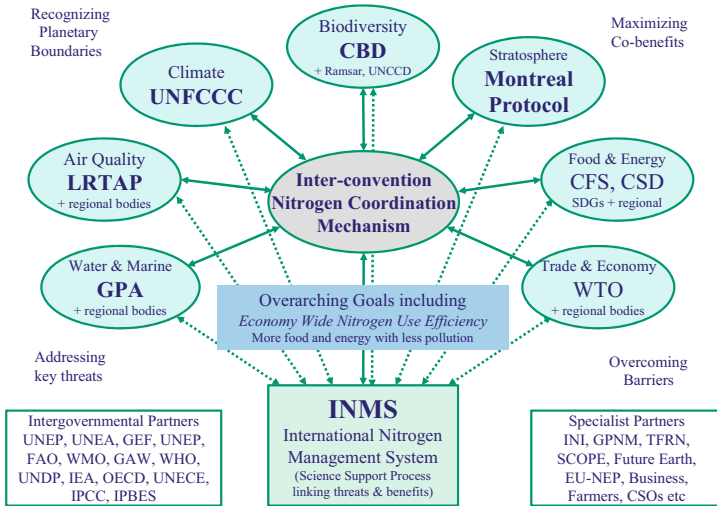 Recognizing
Planetary
Boundaries
Biodiversity
CBD
+ Ramsar, UNCCD
Maximizing
Co-benefits
Climate
UNFCCC
Stratosphere
Montreal
Protocol
Air Quality
LRTAP
+ regional bodies
Inter-convention
Nitrogen Coordination
Mechanism
Food & Energy
CFS, CSD
SDGs + regional
Water & Marine
GPA
+ regional bodies
Trade & Economy
WTO
+ regional bodies
Overarching Goals including
Economy Wide Nitrogen Use Efficiency
More food and energy with less pollution
Addressing
key threats
Overcoming
Barriers
INMS
International Nitrogen
Management System
(Science Support Process
linking threats & benefits)
Intergovernmental Partners
UNEP, UNEA, GEF, UNEP,
FAO, WMO, GAW, WHO,
UNDP, IEA, OECD, UNECE,
IPCC, IPBES
Specialist Partners
INI, GPNM, TFRN,
SCOPE, Future Earth,
EU-NEP, Business,
Farmers, CSOs etc